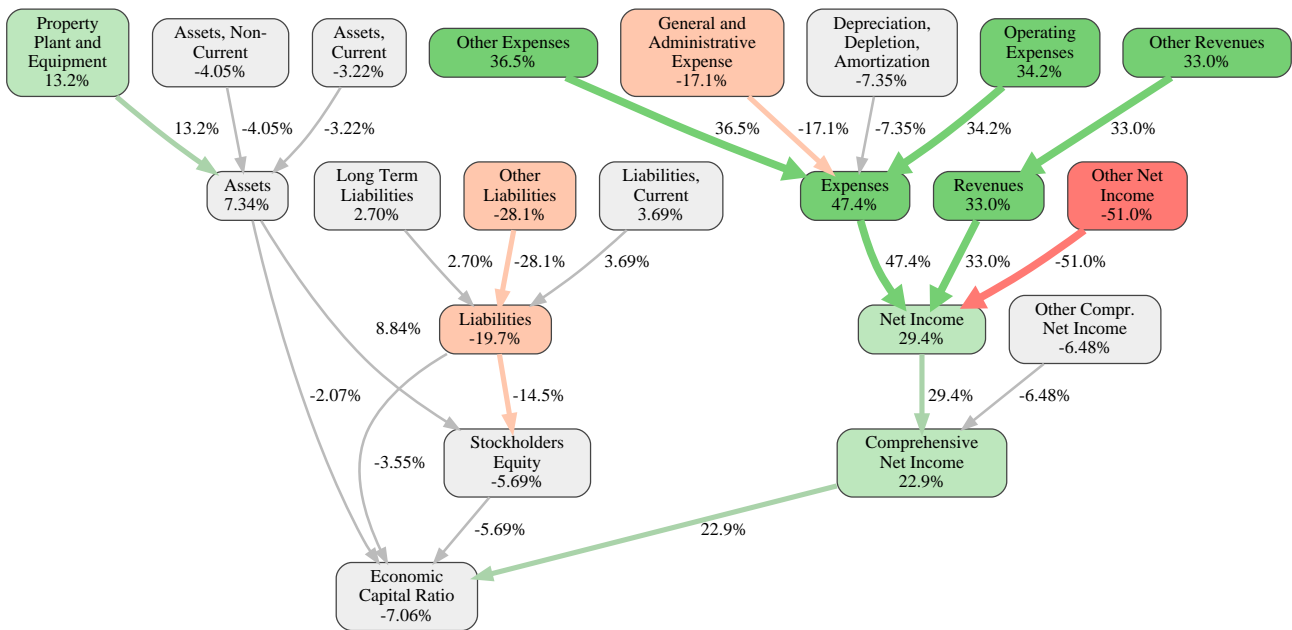 Property
Plant and
Equipment
13.2%
Assets, Non-
Current
-4.05%
Assets,
Current
-3.22%
Other Expenses
36.5%
General and
Administrative
Expense
-17.1%
Depreciation,
Depletion,
Amortization
-7.35%
Operating
Expenses
34.2%
Other Revenues
33.0%
13.2%
-4.05%
-3.22%
36.5%
-17.1%
-7.35%
34.2%
33.0%
Assets
7.34%
Long Term
Liabilities
2.70%
Other
Liabilities
-28.1%
Liabilities,
Current
3.69%
Expenses
47.4%
Revenues
33.0%
Other Net
Income
-51.0%
2.70%
-28.1%
3.69%
47.4%
33.0%
-51.0%
8.84%
Liabilities
-19.7%
Net Income
29.4%
Other Compr.
Net Income
-6.48%
-2.07%
-14.5%
29.4%
-6.48%
-3.55%
Stockholders
Equity
-5.69%
Comprehensive
Net Income
22.9%
-5.69%
22.9%
Economic
Capital Ratio
-7.06%